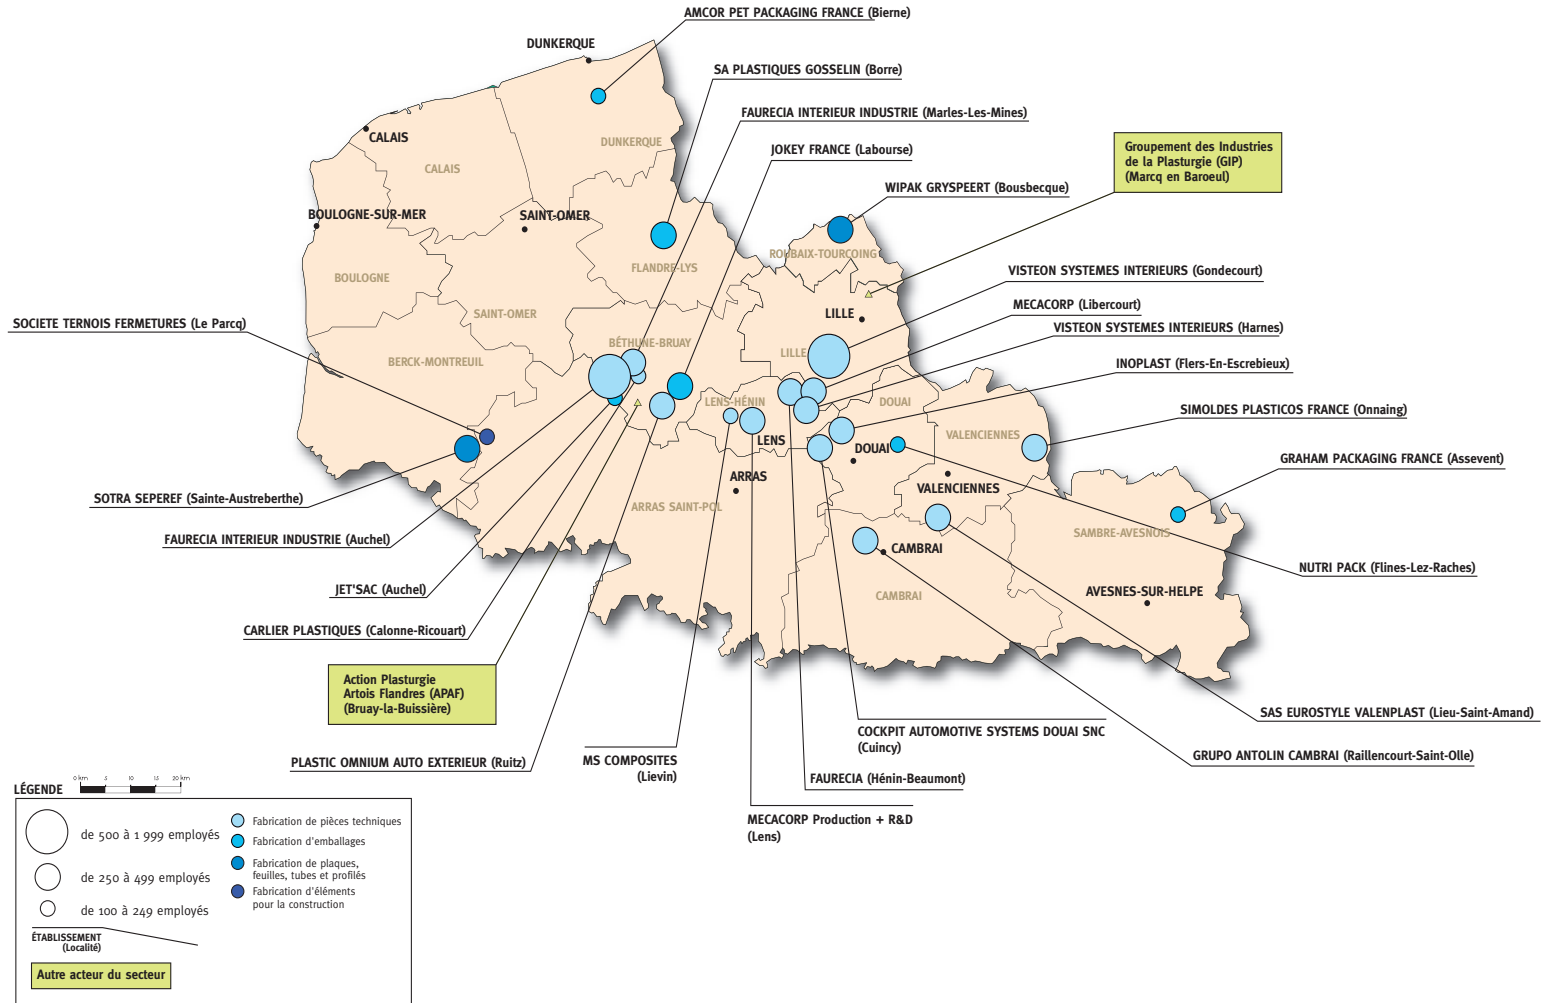 AMCOR PET PACKAGING FRANCE (Bierne)
DUNKERQUE
SA PLASTIQUES GOSSELIN (Borre)
FAURECIA INTERIEUR INDUSTRIE (Marles-Les-Mines)
JOKEY FRANCE (Labourse)
Groupement des Industries
de la Plasturgie (GIP)
(Marcq en Baroeul)
WIPAK GRYSPEERT (Bousbecque)
CALAIS
DUNKERQUE
CALAIS
BOULOGNE-SUR-MER
SAINT-OMER
ROUBAIX-TOURCOING
FLANDRE-LYS
BOULOGNE
VISTEON SYSTEMES INTERIEURS (Gondecourt)
MECACORP (Libercourt)
VISTEON SYSTEMES INTERIEURS (Harnes)
SAINT-OMER
LILLE
SOCIETE TERNOIS FERMETURES (Le Parcq)
BÉTHUNE-BRUAY
LILLE
BERCK-MONTREUIL
INOPLAST (Flers-En-Escrebieux)
LENS-HÉNIN
DOUAI
SIMOLDES PLASTICOS FRANCE (Onnaing)
VALENCIENNES
LENS
DOUAI
GRAHAM PACKAGING FRANCE (Assevent)
ARRAS
VALENCIENNES
SOTRA SEPEREF (Sainte-Austreberthe)
ARRAS SAINT-POL
SAMBRE-AVESNOIS
FAURECIA INTERIEUR INDUSTRIE (Auchel)
CAMBRAI
NUTRI PACK (Flines-Lez-Raches)
JET'SAC (Auchel)
CAMBRAI
AVESNES-SUR-HELPE
CARLIER PLASTIQUES (Calonne-Ricouart)
Action Plasturgie
Artois Flandres (APAF)
(Bruay-la-Buissière)
SAS EUROSTYLE VALENPLAST (Lieu-Saint-Amand)
COCKPIT AUTOMOTIVE SYSTEMS DOUAI SNC
(Cuincy)
GRUPO ANTOLIN CAMBRAI (Raillencourt-Saint-Olle)
PLASTIC OMNIUM AUTO EXTERIEUR (Ruitz)
MS COMPOSITES
(Lievin)
FAURECIA (Hénin-Beaumont)
MECACORP Production + R&D
(Lens)
0 km 5 10 15 20 km
LÉGENDE
de 500 à 1 999 employés
de 250 à 499 employés
de 100 à 249 employés
Fabrication de pièces techniques
Fabrication d'emballages
Fabrication de plaques,
feuilles, tubes et profilés
Fabrication d'éléments
pour la construction
ÉTABLISSEMENT
(Localité)
Autre acteur du secteur